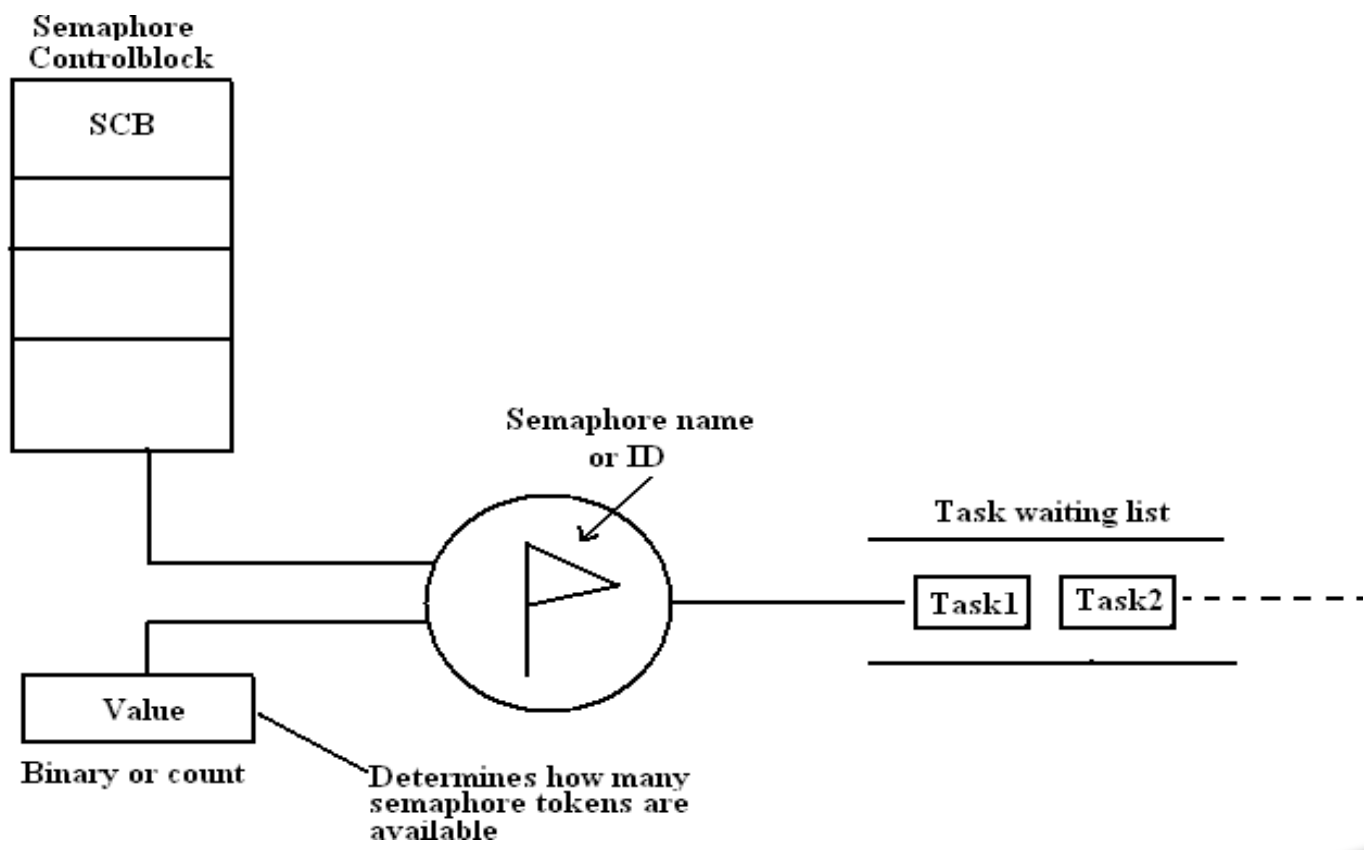 Semaphore
Controlblock
SCB
Semaphore name
or ID
Task waiting list
Task1
Task2
Value
Binary or count
Determines how many
semaphore tokens are
available